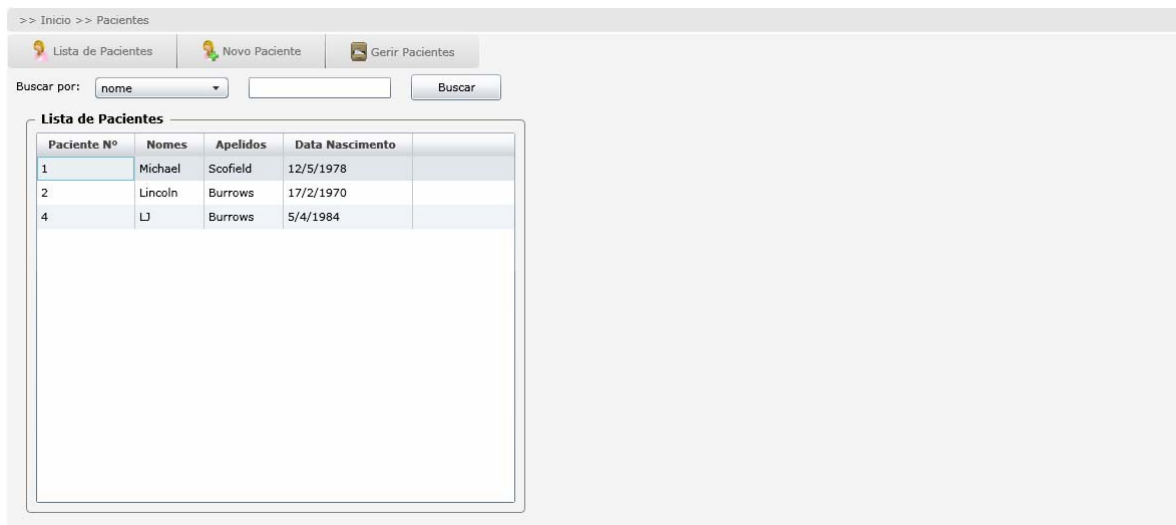 >> Inicio >> Pacientes
Lista de Pacientes Novo Paciente Gerir Pacientes
Buscar por: nome Buscar
Lista de Pacientes
Paciente Nº Nomes Apelidos Data Nascimento
1 Michael Scofield 12/5/1978
2 Lincoln Burrows 17/2/1970
4 LJ Burrows 5/4/1984